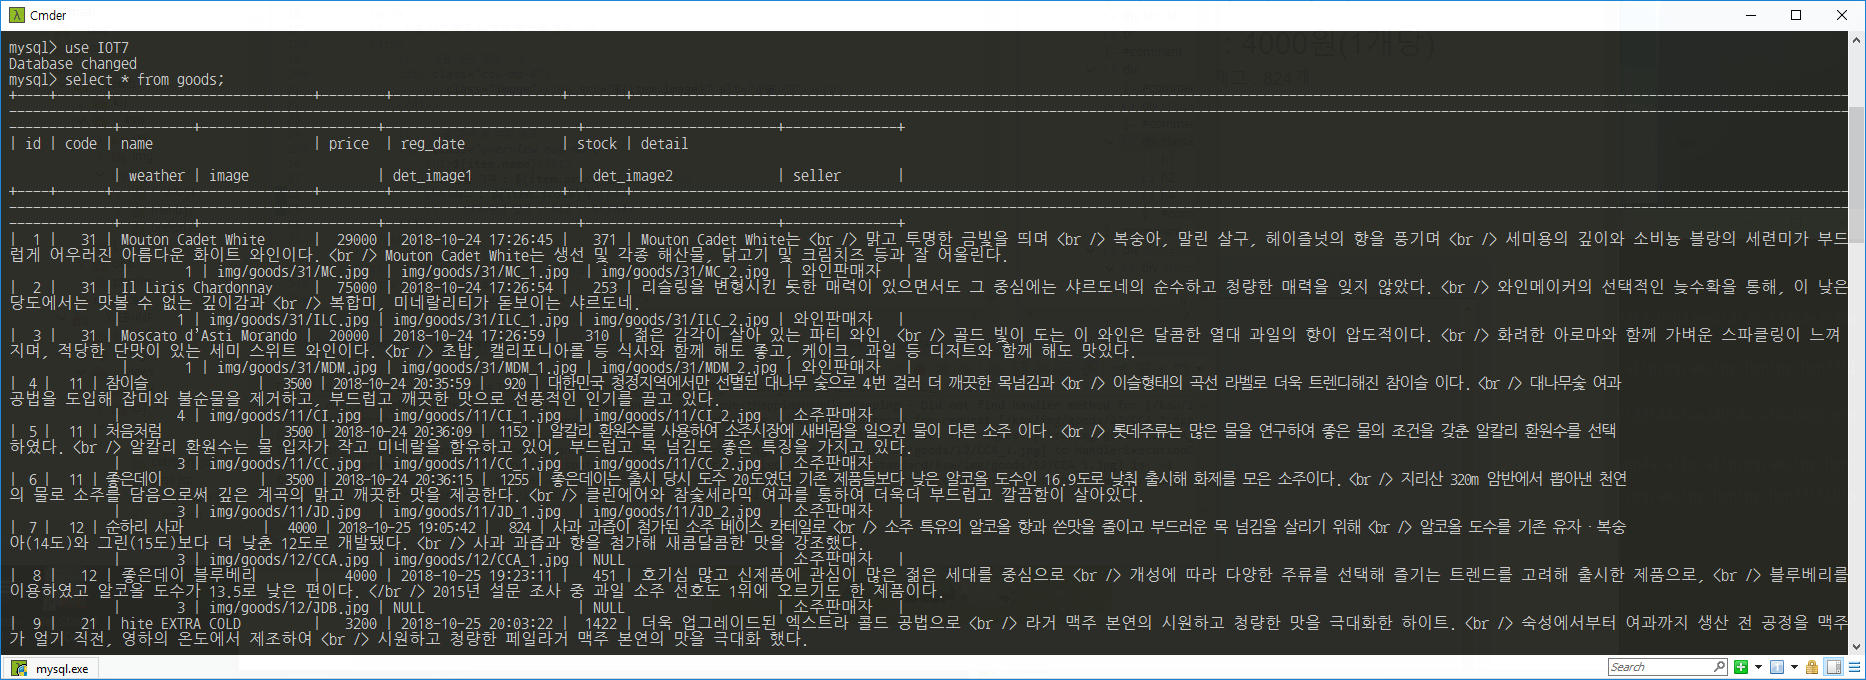 Cmder
mysql> use IOT7
Database changed
mysql> select * from goods;
| id | code | name | price | reg_date | stock | detail
| weather | image | det_image1 | det_image2 | seller |
| 1 | 31 | Mouton Cadet White | 29000 | 2018-10-24 17:26:45 | 371 | Mouton Cadet White는 <br /> 맑고 투명한 금빛을 띄며 <br /> 복숭아, 말린 살구, 헤이즐넛의 향을 풍기며 <br /> 세미용의 깊이와 소비뇽 블랑의 세련미가 부드
럽게 어우러진 아름다운 화이트 와인이다. <br /> Mouton Cadet White는 생선 및 각종 해산물, 닭고기 및 크림치즈 등과 잘 어울린다.
| 1 | img/goods/31/MC.jpg | img/goods/31/MC_1.jpg | img/goods/31/MC_2.jpg | 와인판매자 |
| 2 | 31 | Il Liris Chardonnay | 75000 | 2018-10-24 17:26:54 | 253 | 리슬링을 변형시킨 듯한 매력이 있으면서도 그 중심에는 샤르도네의 순수하고 청량한 매력을 잊지 않았다. <br /> 와인메이커의 선택적인 늦수확을 통해, 이 낮은
당도에서는 맛볼 수 없는 깊이감과 <br /> 복합미, 미네랄리티가 돋보이는 샤르도네.
| 1 | img/goods/31/ILC.jpg | img/goods/31/ILC_1.jpg | img/goods/31/ILC_2.jpg | 와인판매자 |
| 3 | 31 | Moscato d'Asti Morando | 20000 | 2018-10-24 17:26:59 | 310 | 젊은 감각이 살아 있는 파티 와인. <br /> 골드 빛이 도는 이 와인은 달콤한 열대 과일의 향이 압도적이다. <br /> 화려한 아로마와 함께 가벼운 스파클링이 느껴
지며, 적당한 단맛이 있는 세미 스위트 와인이다. <br /> 초밥, 캘리포니아롤 등 식사와 함께 해도 좋고, 케이크, 과일 등 디저트와 함께 해도 맛있다.
| 1 | img/goods/31/MDM.jpg | img/goods/31/MDM_1.jpg | img/goods/31/MDM_2.jpg | 와인판매자 |
| 4 | 11 | 참이슬 | 3500 | 2018-10-24 20:35:59 | 920 | 대한민국 청정지역에서만 선별된 대나무 숯으로 4번 걸러 더 깨끗한 목넘김과 <br /> 이슬형태의 곡선 라벨로 더욱 트렌디해진 참이슬 이다. <br /> 대나무숯 여과
공법을 도입해 잡미와 불순물을 제거하고, 부드럽고 깨끗한 맛으로 선풍적인 인기를 끌고 있다.
| 4 | img/goods/11/CI.jpg | img/goods/11/CI_1.jpg | img/goods/11/CI_2.jpg | 소주판매자 |
| 5 | 11 | 처음처럼 | 3500 | 2018-10-24 20:36:09 | 1152 | 알칼리 환원수를 사용하여 소주시장에 새바람을 일으킨 물이 다른 소주 이다. <br /> 롯데주류는 많은 물을 연구하여 좋은 물의 조건을 갖춘 알칼리 환원수를 선택
하였다. <br /> 알칼리 환원수는 물 입자가 작고 미네랄을 함유하고 있어, 부드럽고 목 넘김도 좋은 특징을 가지고 있다.
| 3 | img/goods/11/CC.jpg | img/goods/11/CC_1.jpg | img/goods/11/CC_2.jpg | 소주판매자 |
| 6 | 11 | 좋은데이 | 3500 | 2018-10-24 20:36:15 | 1255 | 좋은데이는 출시 당시 도수 20도였던 기존 제품들보다 낮은 알코올 도수인 16.9도로 낮춰 출시해 화제를 모은 소주이다. <br /> 지리산 320m 암반에서 뽑아낸 천연
의 물로 소주를 담음으로써 깊은 계곡의 맑고 깨끗한 맛을 제공한다. <br /> 클린에어와 참숯세라믹 여과를 통하여 더욱더 부드럽고 깔끔함이 살아있다.
| 3 | img/goods/11/JD.jpg | img/goods/11/JD_1.jpg | img/goods/11/JD_2.jpg | 소주판매자 |
| 7 | 12 | 순하리 사과 | 4000 | 2018-10-25 19:05:42 | 824 | 사과 과즙이 첨가된 소주 베이스 칵테일로 <br /> 소주 특유의 알코올 향과 쓴맛을 줄이고 부드러운 목 넘김을 살리기 위해 <br /> 알코올 도수를 기존 유자·복숭
아(14도)와 그린(15도)보다 더 낮춘 12도로 개발됐다. <br /> 사과 과즙과 향을 첨가해 새콤달콤한 맛을 강조했다.
| 3 | img/goods/12/CCA.jpg | img/goods/12/CCA_1.jpg | NULL | 소주판매자 |
| 8 | 12 | 좋은데이 블루베리 | 4000 | 2018-10-25 19:23:11 | 451 | 호기심 많고 신제품에 관심이 많은 젊은 세대를 중심으로 <br /> 개성에 따라 다양한 주류를 선택해 즐기는 트렌드를 고려해 출시한 제품으로, <br /> 블루베리를
이용하였고 알코올 도수가 13.5로 낮은 편이다. </br /> 2015년 설문 조사 중 과일 소주 선호도 1위에 오르기도 한 제품이다.
| 3 | img/goods/12/JDB.jpg | NULL | NULL | 소주판매자 |
| 9 | 21 | hite EXTRA COLD | 3200 | 2018-10-25 20:03:22 | 1422 | 더욱 업그레이드된 엑스트라 콜드 공법으로 <br /> 라거 맥주 본연의 시원하고 청량한 맛을 극대화한 하이트. <br /> 숙성에서부터 여과까지 생산 전 공정을 맥주
가 얼기 직전, 영하의 온도에서 제조하여 <br /> 시원하고 청량한 페일라거 맥주 본연의 맛을 극대화 했다.
mysql.exe
Search